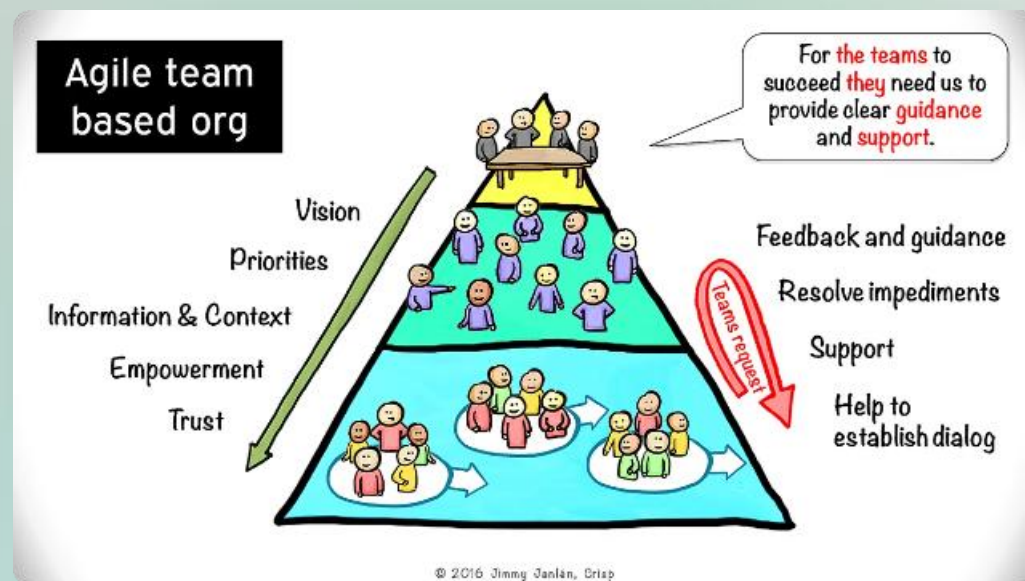 Agile team
based org
For the teams to
succeed they need us to
provide clear guidance
and support.
Vision
Priorities
Information & Context
Empowerment
Trust
Teams request
Feedback and guidance
Resolve impediments
Support
Help to
establish dialog
© 2016 Jimmy Janlén, Crisp